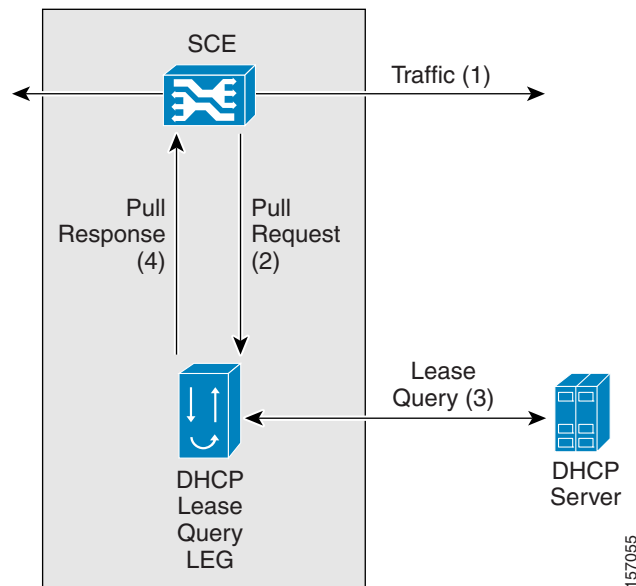 SCE
Traffic (1)
Pull
Response
(4)
Pull
Request
(2)
Lease
Query (3)
DHCP
Lease
Query
LEG
DHCP
Server
157055